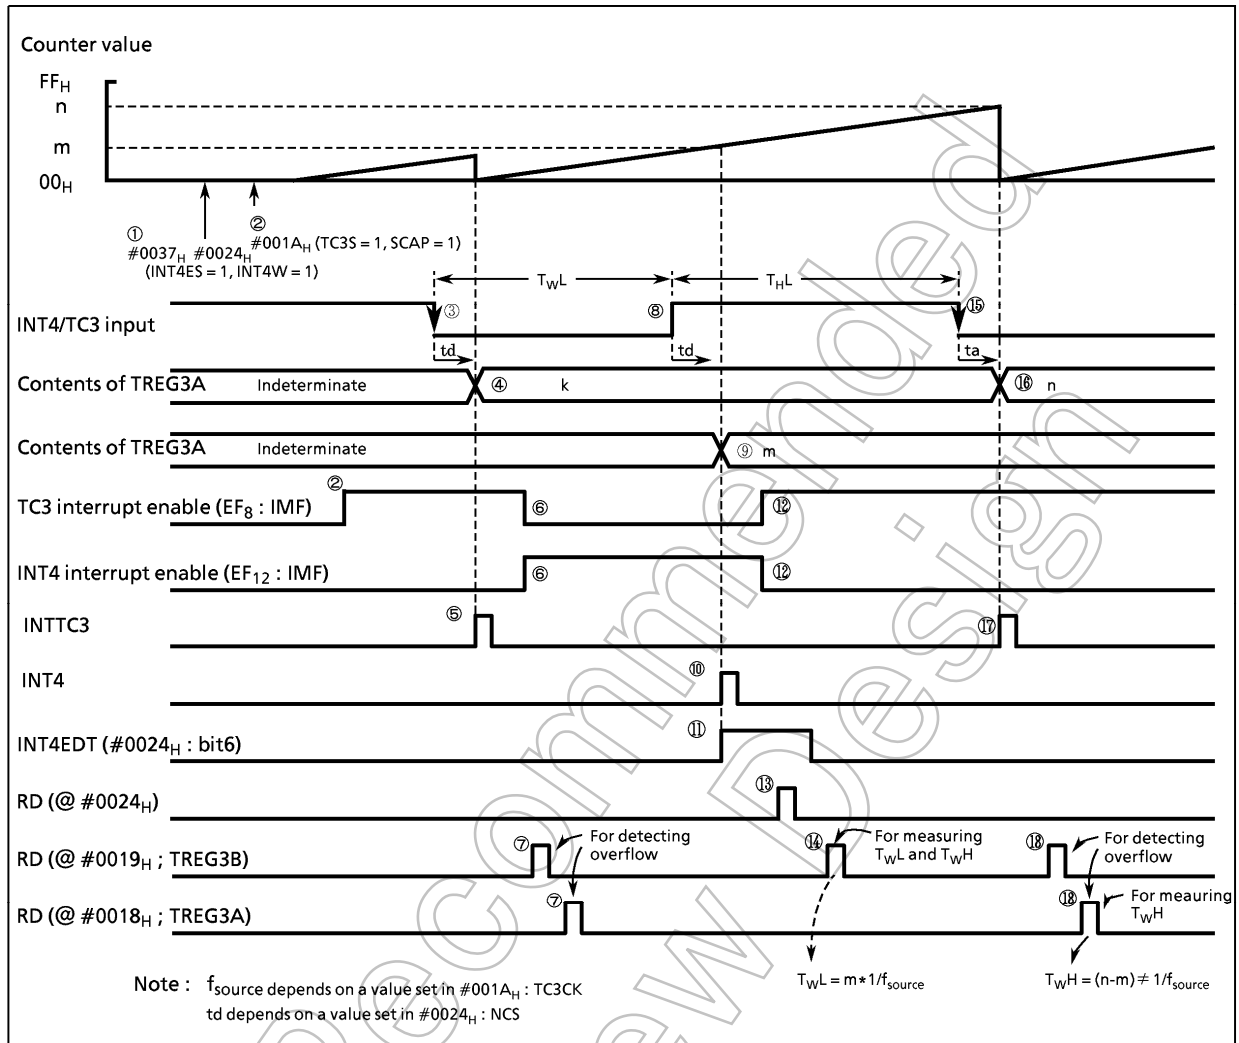 Counter value
FFH
n
m
00H
①
②
#0037H #0024H #001AH (TC3S = 1, SCAP = 1)
(INT4ES = 1, INT4W = 1)
TWL THL
INT4/TC3 input ③ ⑧ ⑮
td td ta
Contents of TREG3A Indeterminate ④ k ⑯ n
Contents of TREG3A Indeterminate ⑨ m
TC3 interrupt enable (EF8 : IMF) ② ⑥ ⑫
INT4 interrupt enable (EF12 : IMF) ⑥ ⑫
INTTC3 ⑤ ⑰
INT4 ⑩
INT4EDT (#0024H : bit6) ⑪
RD (@ #0024H) ⑬
RD (@ #0019H ; TREG3B) ⑦ For detecting overflow ⑭ For measuring TWL and TWH ⑱ For detecting overflow
RD (@ #0018H ; TREG3A) ⑦ ⑱ For meauring TWH
TWL = m*1/fsource TWH = (n-m) ≠ 1/fsource
Note : fsource depends on a value set in #001AH : TC3CK
td depends on a value set in #0024H : NCS
Recommended
New Design